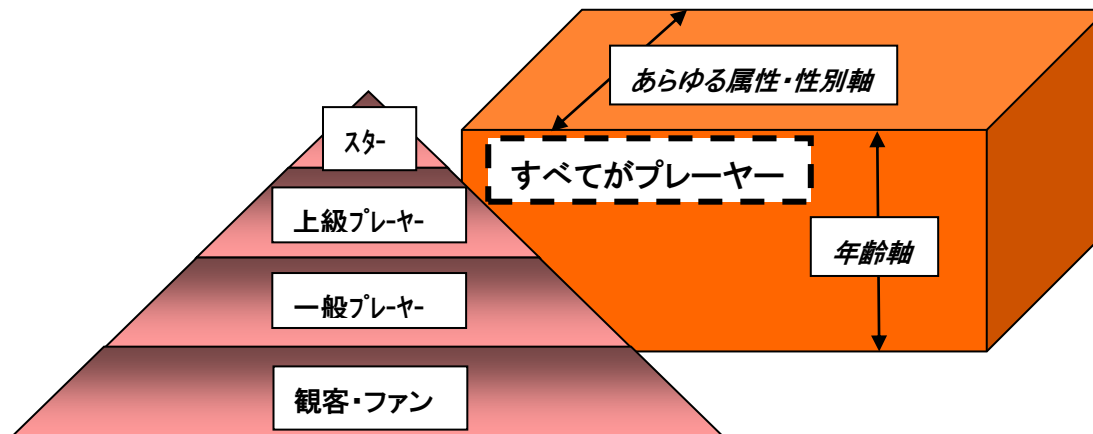 あらゆる属性・性別軸
スター
すべてがプレーヤー
上級プレーヤー
年齢軸
一般プレーヤー
観客・ファン